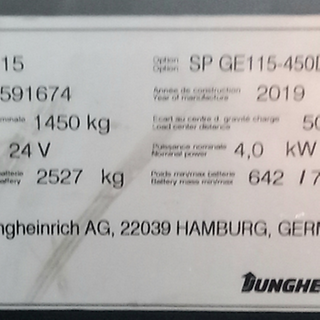 15 Option Option SP GE115-450D
591674 Année de construction Year of manufacture 2019
1450 kg Ecart au centre d. gravité charge Load center distance 50
24 V Puissance nominale Nominal power 4,0 kW
2527 kg Poids min/max batterie Battery mass min/max 642 / 7
ngheinrich AG, 22039 HAMBURG, GERM
JUNGHE